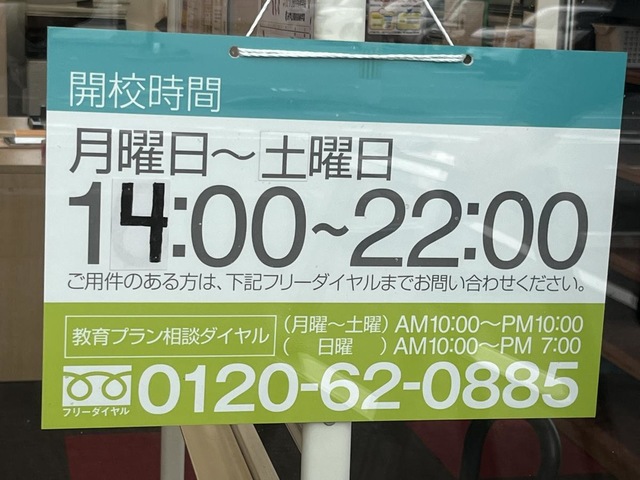 開校時間
月曜日～土曜日
14:00～22:00
ご用件のある方は、下記フリーダイヤルまでお問い合わせください。
教育プラン相談ダイヤル
(月曜～土曜) AM10:00～PM10:00
(　日曜　) AM10:00～PM 7:00
フリーダイヤル
0120-62-0885